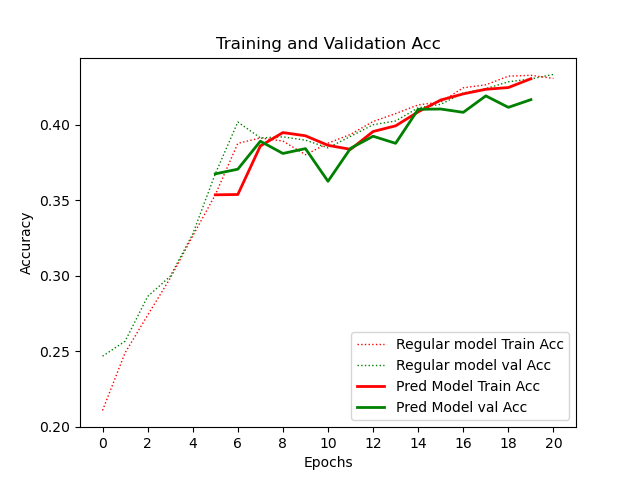 Training and Validation Acc
Accuracy
0.40
0.35
0.30
0.25
0.20
Regular model Train Acc
Regular model val Acc
Pred Model Train Acc
Pred Model val Acc
0 2 4 6 8 10 12 14 16 18 20
Epochs